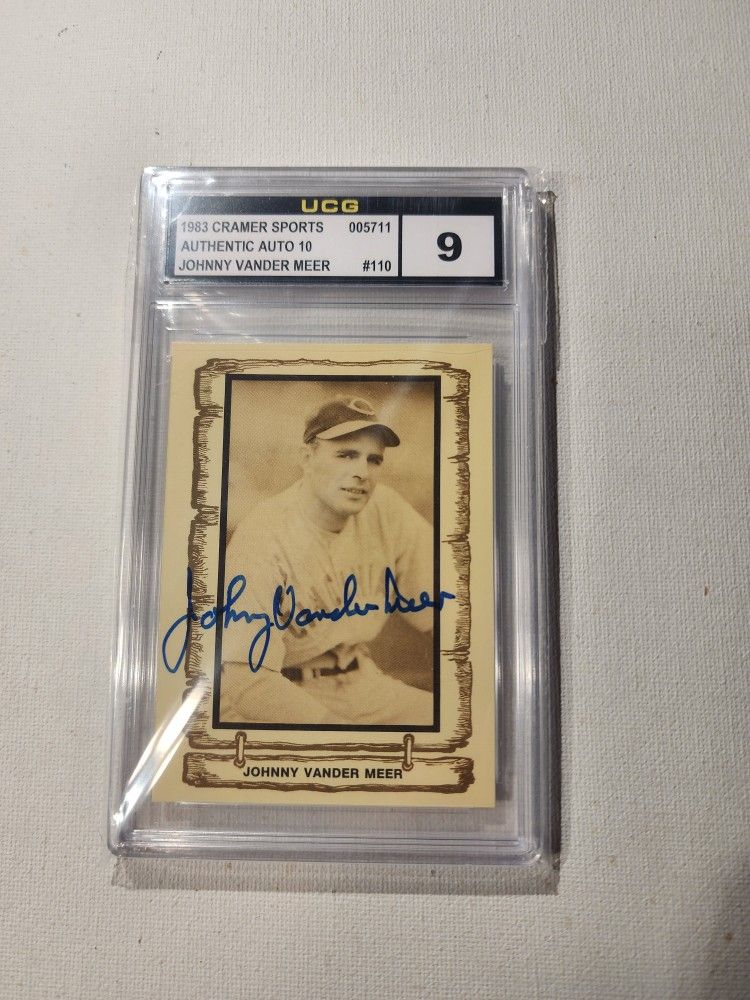 UCG
1983 CRAMER SPORTS 005711
AUTHENTIC AUTO 10
JOHNNY VANDER MEER #110
9
C
Johnny Vander Meer
JOHNNY VANDER MEER